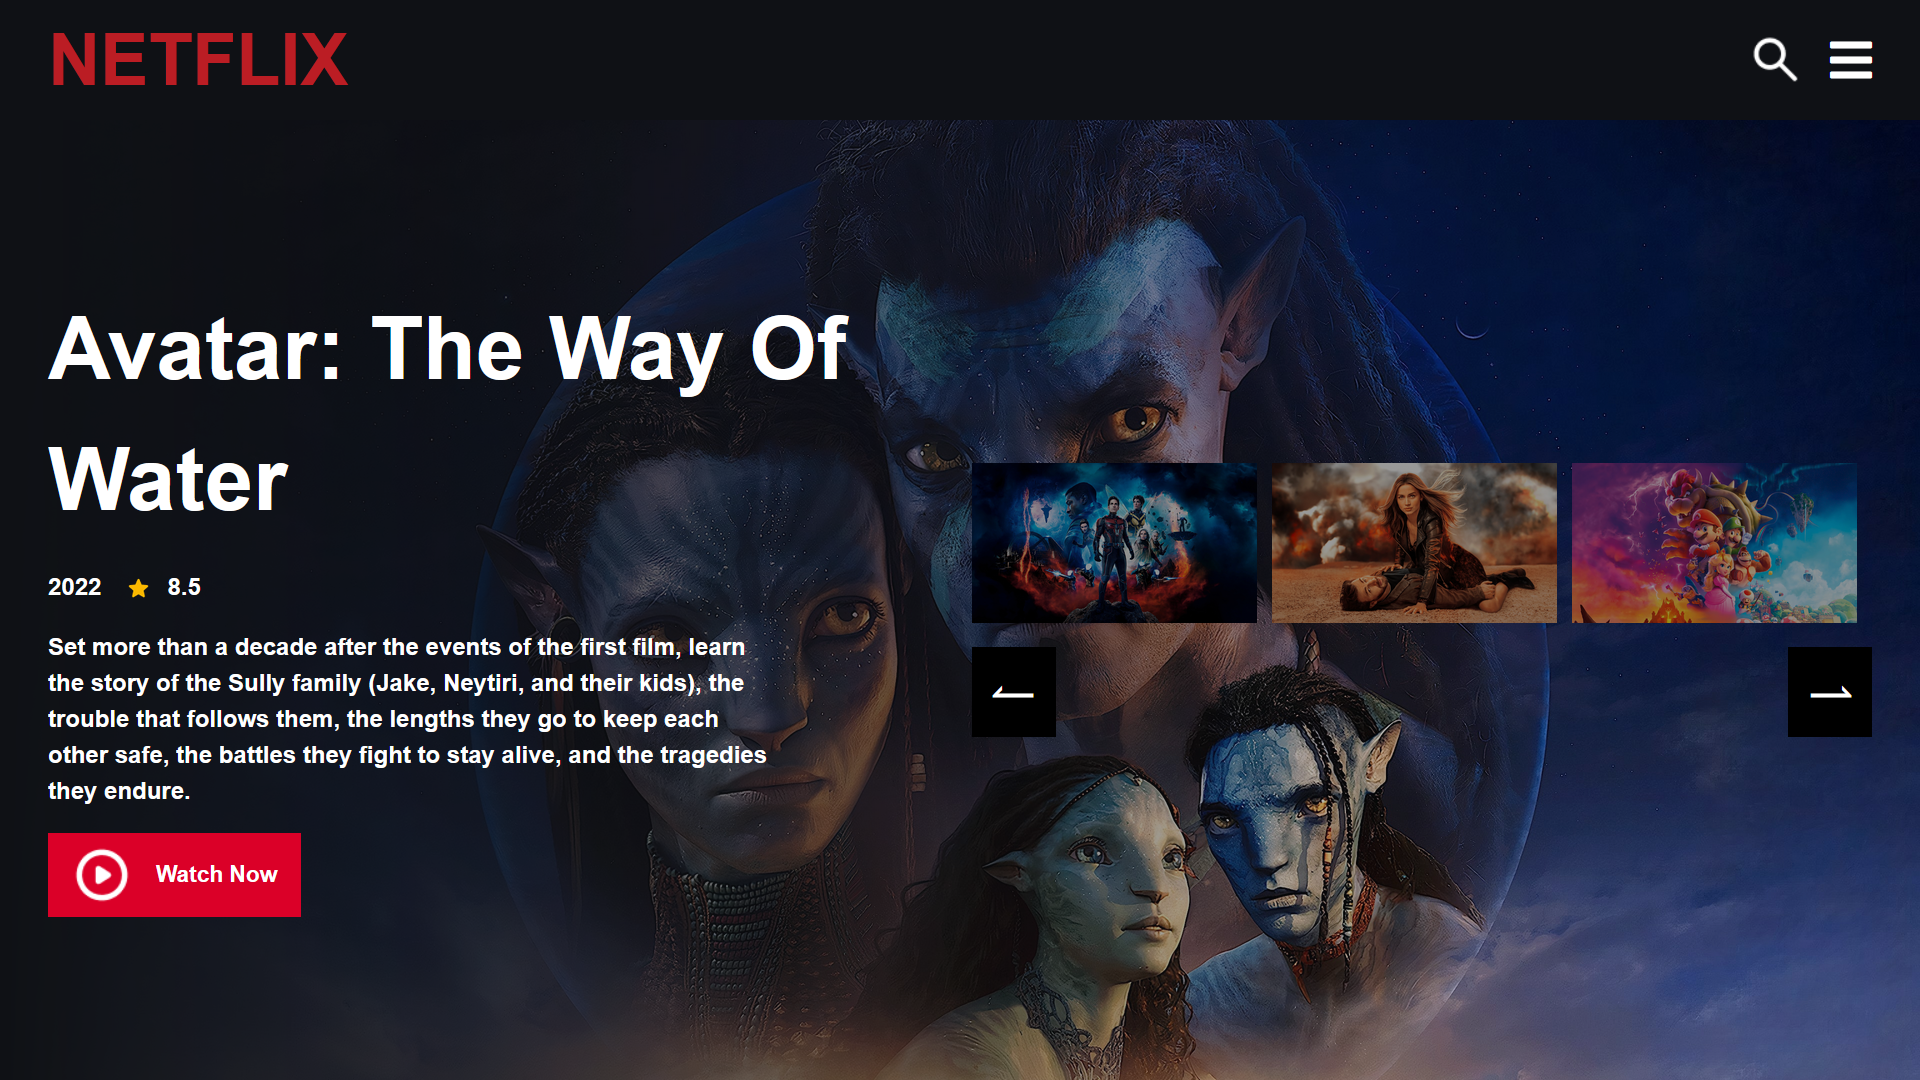 NETFLIX
Avatar: The Way Of
Water
2022 8.5
Set more than a decade after the events of the first film, learn
the story of the Sully family (Jake, Neytiri, and their kids), the
trouble that follows them, the lengths they go to keep each
other safe, the battles they fight to stay alive, and the tragedies
they endure.
Watch Now